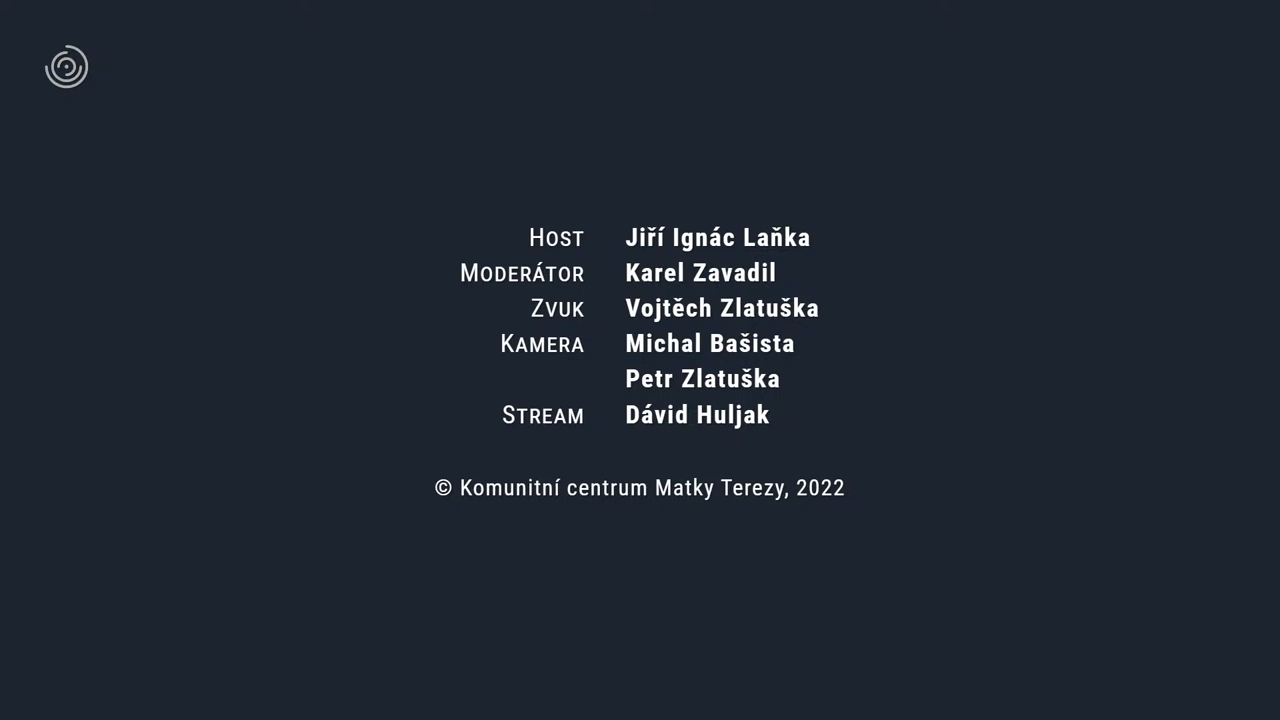 Host Jiří Ignác Laňka
Moderátor Karel Zavadil
Zvuk Vojtěch Zlatuška
Kamera Michal Bašista
Petr Zlatuška
Stream Dávid Huljak
© Komunitní centrum Matky Terezy, 2022